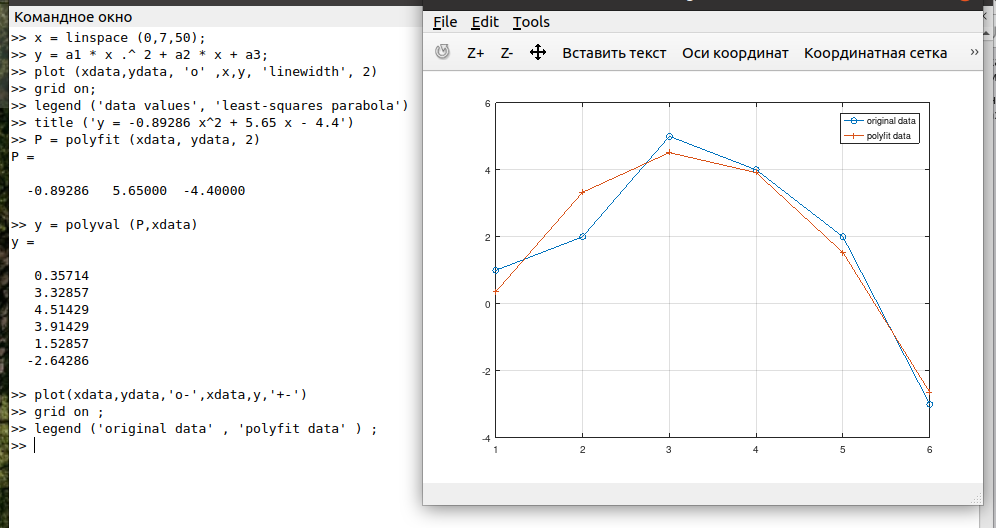 Командное окно
>> x = linspace (0,7,50);
>> y = a1 * x .^ 2 + a2 * x + a3;
>> plot (xdata,ydata, 'o' ,x,y, 'linewidth', 2)
>> grid on;
>> legend ('data values', 'least-squares parabola')
>> title ('y = -0.89286 x^2 + 5.65 x - 4.4')
>> P = polyfit (xdata, ydata, 2)
P =
-0.89286 5.65000 -4.40000
>> y = polyval (P,xdata)
y =
0.35714
3.32857
4.51429
3.91429
1.52857
-2.64286
>> plot(xdata,ydata,'o-',xdata,y,'+-')
>> grid on ;
>> legend ('original data' , 'polyfit data' ) ;
>>
File Edit Tools
Z+ Z- Вставить текст Оси координат Координатная сетка »
original data
polyfit data
6
4
2
0
-2
-4
1 2 3 4 5 6